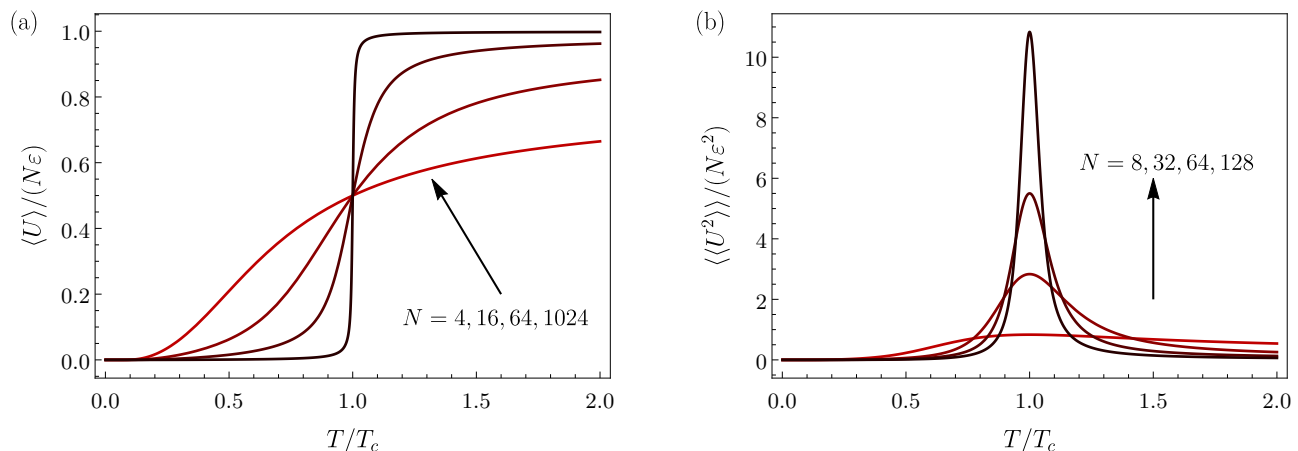 (a)
⟨U⟩/(Nε)
1.0
0.8
0.6
0.4
0.2
0.0
N = 4, 16, 64, 1024
0.0 0.5 1.0 1.5 2.0
T/T_c
(b)
⟨⟨U²⟩⟩/(Nε²)
10
8
6
4
2
0
N = 8, 32, 64, 128
0.0 0.5 1.0 1.5 2.0
T/T_c